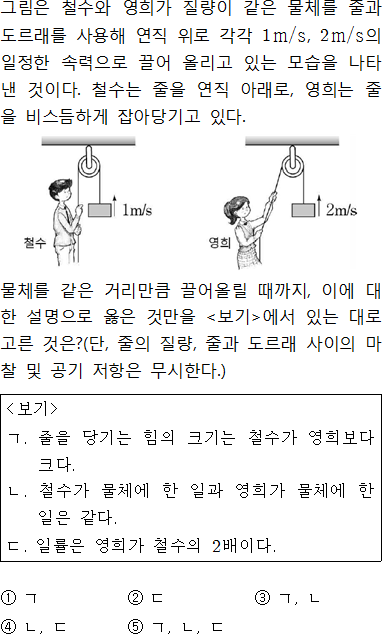 그림은 철수와 영희가 질량이 같은 물체를 줄과
도르래를 사용해 연직 위로 각각 1m/s, 2m/s의
일정한 속력으로 끌어 올리고 있는 모습을 나타
낸 것이다. 철수는 줄을 연직 아래로, 영희는 줄
을 비스듬하게 잡아당기고 있다.
1m/s
2m/s
철수
영희
물체를 같은 거리만큼 끌어올릴 때까지, 이에 대
한 설명으로 옳은 것만을 <보기>에서 있는 대로
고른 것은?(단, 줄의 질량, 줄과 도르래 사이의 마
찰 및 공기 저항은 무시한다.)
<보기>
ㄱ. 줄을 당기는 힘의 크기는 철수가 영희보다
크다.
ㄴ. 철수가 물체에 한 일과 영희가 물체에 한
일은 같다.
ㄷ. 일률은 영희가 철수의 2배이다.
① ㄱ ② ㄷ ③ ㄱ, ㄴ
④ ㄴ, ㄷ ⑤ ㄱ, ㄴ, ㄷ